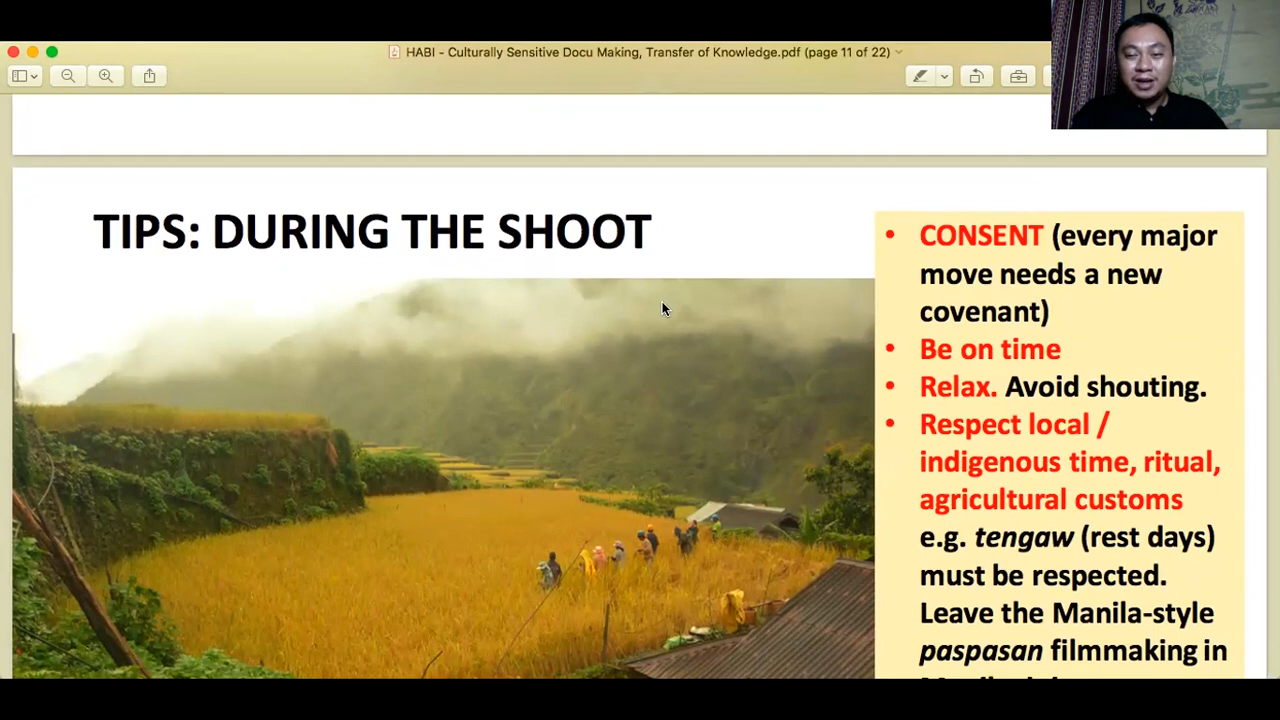 HABI - Culturally Sensitive Docu Making, Transfer of Knowledge.pdf (page 11 of 22)
TIPS: DURING THE SHOOT
• CONSENT (every major
move needs a new
covenant)
• Be on time
• Relax. Avoid shouting.
• Respect local /
indigenous time, ritual,
agricultural customs
e.g. tengaw (rest days)
must be respected.
Leave the Manila-style
paspasan filmmaking in